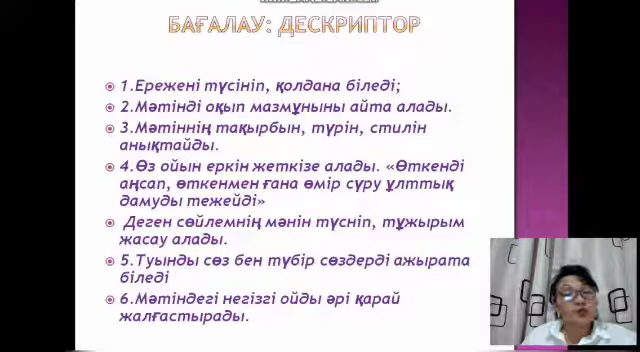 БАҒАЛАУ: ДЕСКРИПТОР
1.Ережені түсініп, қолдана біледі;
2.Мәтінді оқып мазмұныны айта алады.
3.Мәтіннің тақырбын, түрін, стилін
анықтайды.
4.Өз ойын еркін жеткізе алады. «Өткенді
аңсап, өткенмен ғана өмір сүру ұлттық
дамуды тежейді»
Деген сөйлемнің мәнін түсніп, тұжырым
жасау алады.
5.Туынды сөз бен түбір сөздерді ажырата
біледі
6.Мәтіндегі негізгі ойды әрі қарай
жалғастырады.